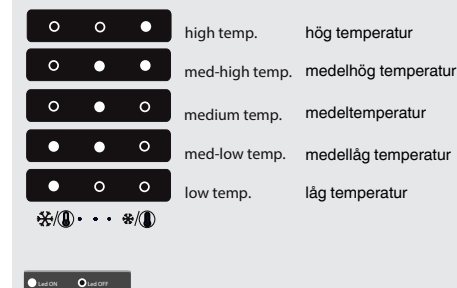 high temp. hög temperatur
med-high temp. medelhög temperatur
medium temp. medeltemperatur
med-low temp. medellåg temperatur
low temp. låg temperatur
Led ON Led OFF